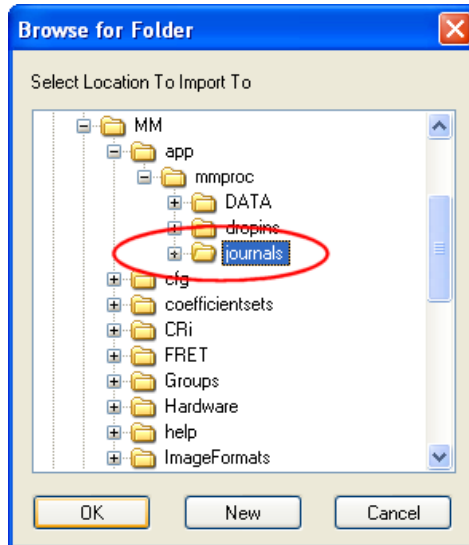 Browse for Folder
Select Location To Import To
MM
app
mmproc
DATA
dropins
journals
cfg
coefficientsets
CRi
FRET
Groups
Hardware
help
ImageFormats
OK New Cancel